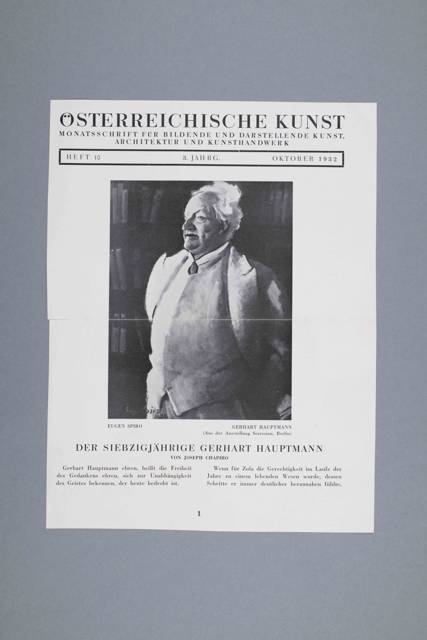 ÖSTERREICHISCHE KUNST
MONATSSCHRIFT FÜR BILDENDE UND DARSTELLENDE KUNST,
ARCHITEKTUR UND KUNSTHANDWERK
HEFT 10 3. JAHRG. OKTOBER 1932
EUGEN SPIRO GERHART HAUPTMANN
(Aus der Ausstellung Secession, Berlin)
DER SIEBZIGJÄHRIGE GERHART HAUPTMANN
VON JOSEPH CHAPIRO
Gerhart Hauptmann ehren, heißt die Freiheit
des Gedankens ehren, sich zur Unabhängigkeit
des Geistes bekennen, der heute bedroht ist.
Wenn für Zola die Gerechtigkeit im Laufe der
Jahre zu einem lebenden Wesen wurde, dessen
Schritte er immer deutlicher herannahen fühlte,
1